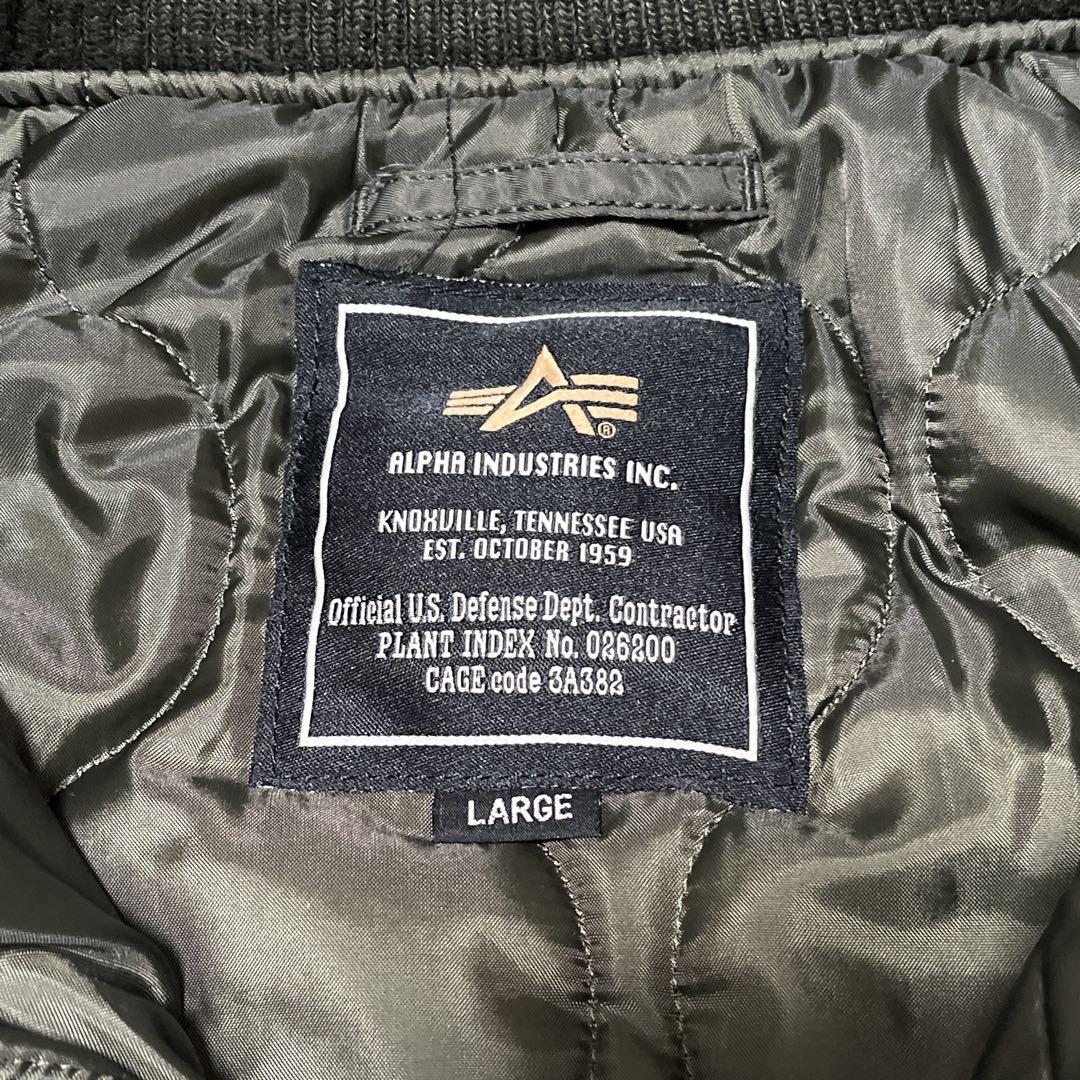 ®
ALPHA INDUSTRIES INC.
KNOXVILLE, TENNESSEE USA
EST. OCTOBER 1959
Official U.S. Defense Dept. Contractor
PLANT INDEX No. 026200
CAGE code 3A382
LARGE